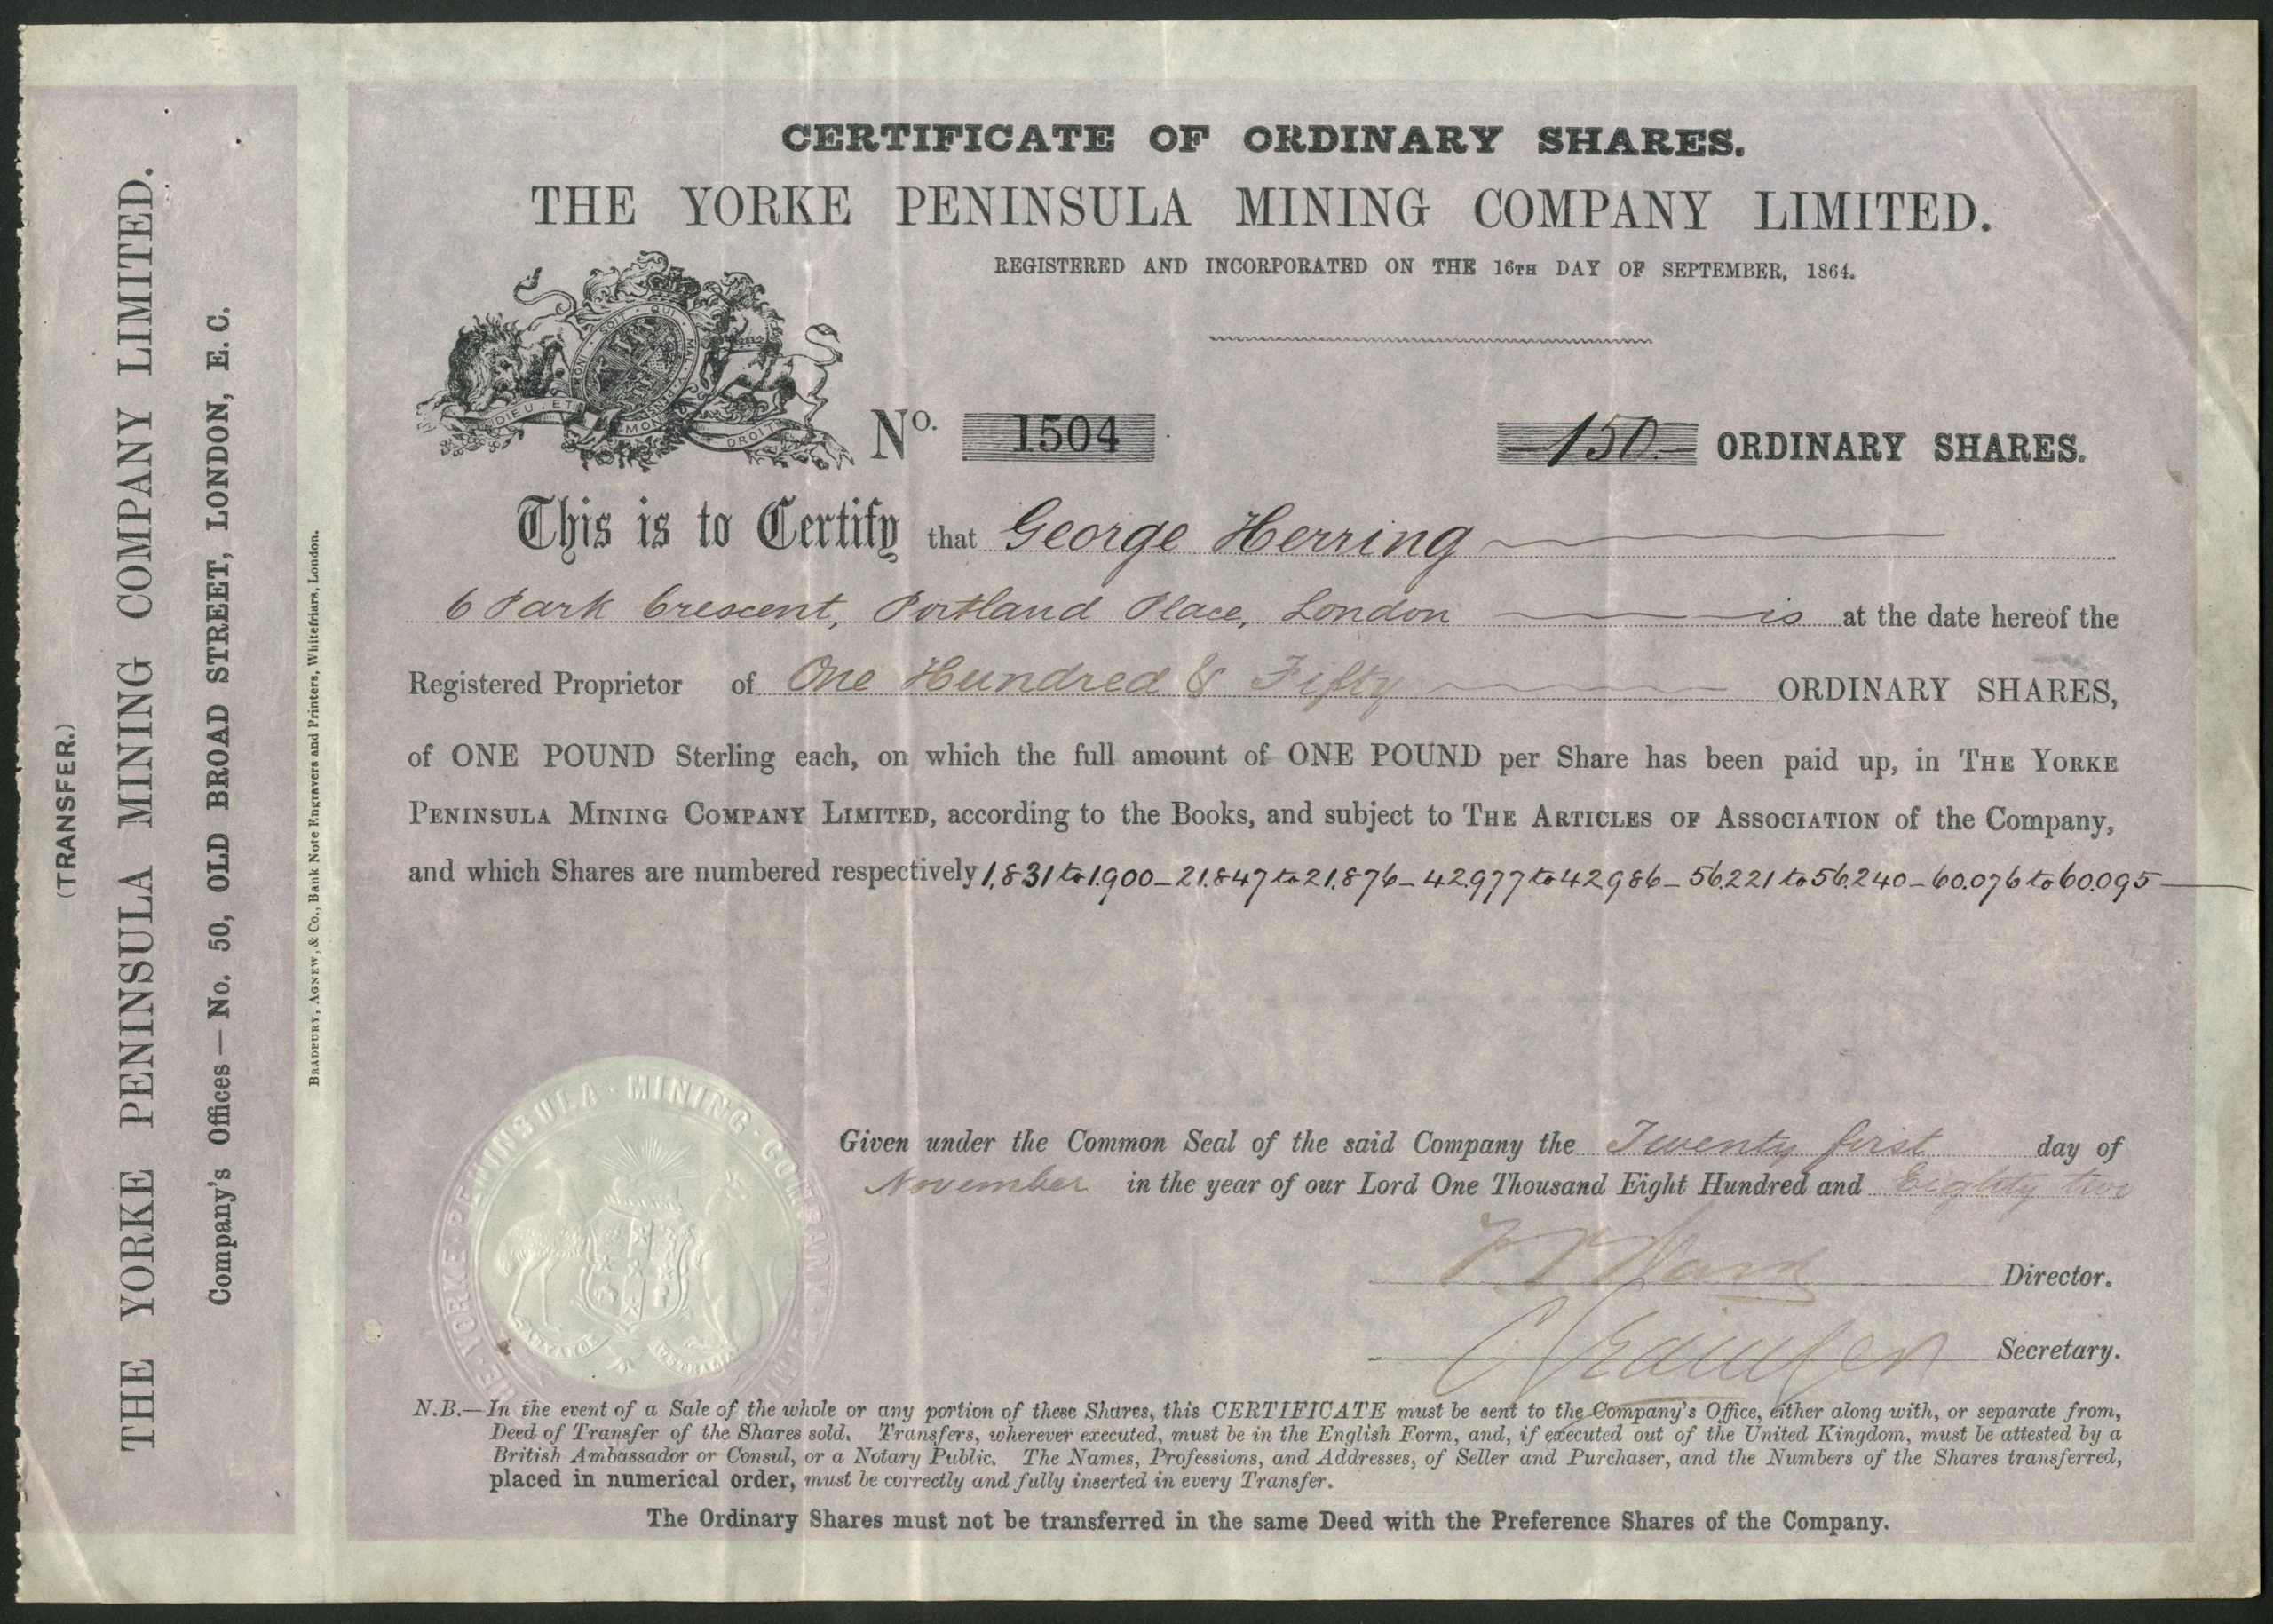 (TRANSFER.)
THE YORKE PENINSULA MINING COMPANY LIMITED.
Company's Offices — No. 50, OLD BROAD STREET, LONDON, E. C.
BRADBURY, AGNEW, & Co., Bank Note Engravers and Printers, Whitefriars, London.
CERTIFICATE OF ORDINARY SHARES.
THE YORKE PENINSULA MINING COMPANY LIMITED.
REGISTERED AND INCORPORATED ON THE 16TH DAY OF SEPTEMBER, 1864.
HONI · SOIT · QUI · MAL · Y · PENSE
DIEU · ET MON DROIT
No. 1504
150 ORDINARY SHARES.
This is to Certify that George Herring
6 Park Crescent, Portland Place, London is at the date hereof the
Registered Proprietor of One Hundred & Fifty ORDINARY SHARES,
of ONE POUND Sterling each, on which the full amount of ONE POUND per Share has been paid up, in THE YORKE
PENINSULA MINING COMPANY LIMITED, according to the Books, and subject to THE ARTICLES OF ASSOCIATION of the Company,
and which Shares are numbered respectively 1,831 to 1.900 – 21.847 to 21.876 – 42.977 to 42986 – 56.221 to 56.240 – 60.076 to 60.095
THE · YORKE · PENINSULA · MINING · COMPANY
ADVANCE AUSTRALIA
Given under the Common Seal of the said Company the Twenty first day of
November in the year of our Lord One Thousand Eight Hundred and Eighty two
Director.
Secretary.
N.B.—In the event of a Sale of the whole or any portion of these Shares, this CERTIFICATE must be sent to the Company's Office, either along with, or separate from,
Deed of Transfer of the Shares sold. Transfers, wherever executed, must be in the English Form, and, if executed out of the United Kingdom, must be attested by a
British Ambassador or Consul, or a Notary Public. The Names, Professions, and Addresses, of Seller and Purchaser, and the Numbers of the Shares transferred,
placed in numerical order, must be correctly and fully inserted in every Transfer.
The Ordinary Shares must not be transferred in the same Deed with the Preference Shares of the Company.